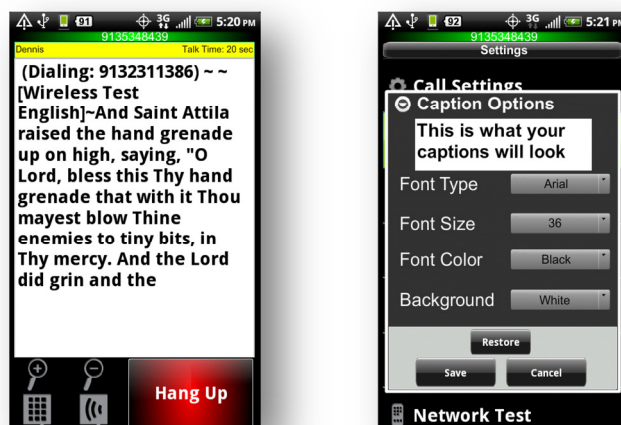 91
3G
5:20 PM
9135348439
Dennis
Talk Time: 20 sec
(Dialing: 9132311386) ~ ~
[Wireless Test
English]~And Saint Attila
raised the hand grenade
up on high, saying, "O
Lord, bless this Thy hand
grenade that with it Thou
mayest blow Thine
enemies to tiny bits, in
Thy mercy. And the Lord
did grin and the
Hang Up
92
3G
5:21 PM
9135348439
Settings
Call Settings
Caption Options
This is what your
captions will look
Font Type
Arial
Font Size
36
Font Color
Black
Background
White
Restore
Save
Cancel
Network Test